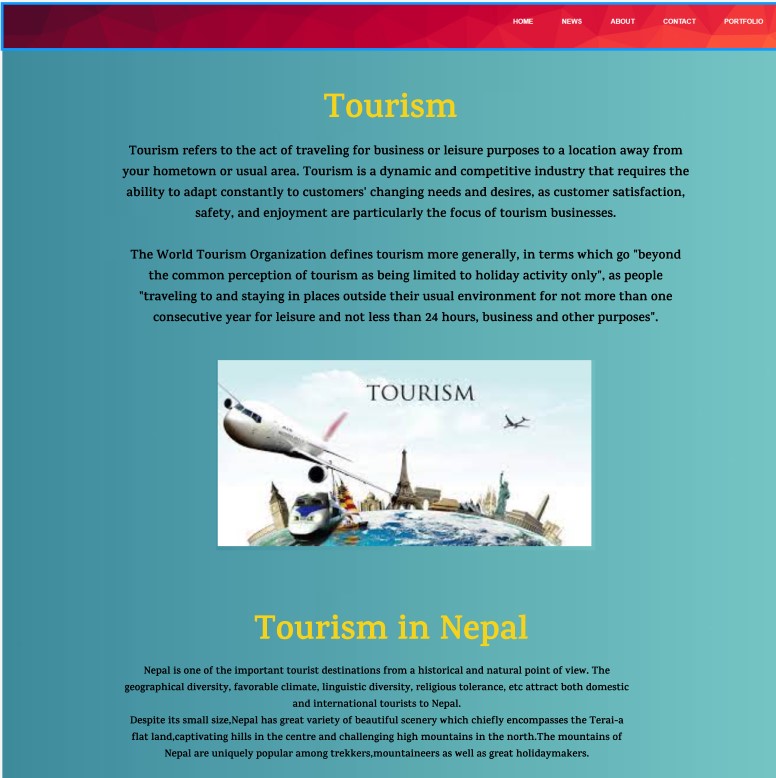 HOME NEWS ABOUT CONTACT PORTFOLIO
Tourism
Tourism refers to the act of traveling for business or leisure purposes to a location away from
your hometown or usual area. Tourism is a dynamic and competitive industry that requires the
ability to adapt constantly to customers' changing needs and desires, as customer satisfaction,
safety, and enjoyment are particularly the focus of tourism businesses.
The World Tourism Organization defines tourism more generally, in terms which go "beyond
the common perception of tourism as being limited to holiday activity only", as people
"traveling to and staying in places outside their usual environment for not more than one
consecutive year for leisure and not less than 24 hours, business and other purposes".
TOURISM
Tourism in Nepal
Nepal is one of the important tourist destinations from a historical and natural point of view. The
geographical diversity, favorable climate, linguistic diversity, religious tolerance, etc attract both domestic
and international tourists to Nepal.
Despite its small size,Nepal has great variety of beautiful scenery which chiefly encompasses the Terai-a
flat land,captivating hills in the centre and challenging high mountains in the north.The mountains of
Nepal are uniquely popular among trekkers,mountaineers as well as great holidaymakers.